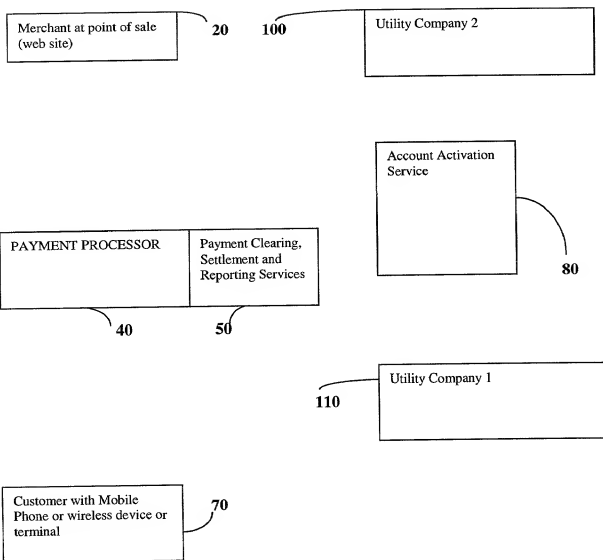 Merchant at point of sale
(web site)
20
100
Utility Company 2
Account Activation
Service
80
PAYMENT PROCESSOR
Payment Clearing,
Settlement and
Reporting Services
40
50
Utility Company 1
110
Customer with Mobile
Phone or wireless device or
terminal
70